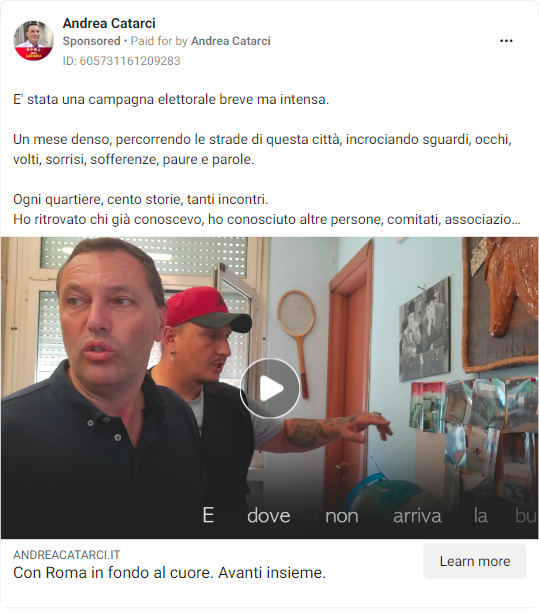 Andrea Catarci
Sponsored • Paid for by Andrea Catarci
ID: 605731161209283
E' stata una campagna elettorale breve ma intensa.
Un mese denso, percorrendo le strade di questa città, incrociando sguardi, occhi,
volti, sorrisi, sofferenze, paure e parole.
Ogni quartiere, cento storie, tanti incontri.
Ho ritrovato chi già conoscevo, ho conosciuto altre persone, comitati, associazio...
E dove non arriva la bu
ANDREACATARCI.IT
Con Roma in fondo al cuore. Avanti insieme.
Learn more